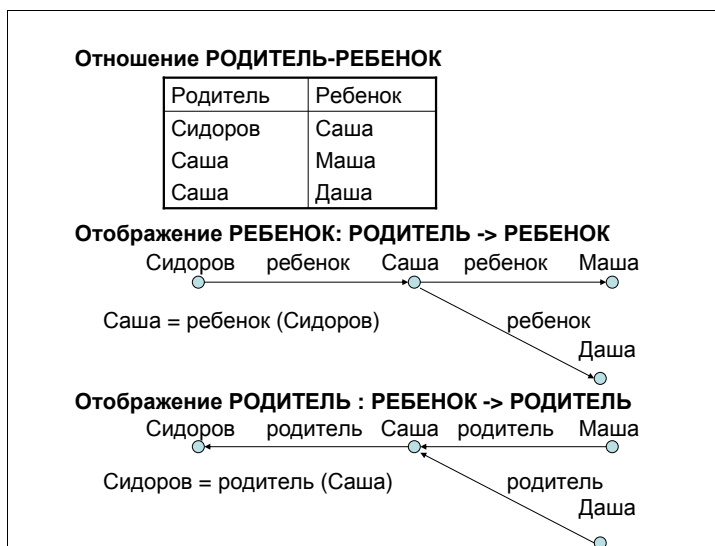 Отношение РОДИТЕЛЬ-РЕБЕНОК
Родитель Ребенок
Сидоров Саша
Саша Маша
Саша Даша
Отображение РЕБЕНОК: РОДИТЕЛЬ -> РЕБЕНОК
Сидоров ребенок Саша ребенок Маша
Саша = ребенок (Сидоров) ребенок
Даша
Отображение РОДИТЕЛЬ : РЕБЕНОК -> РОДИТЕЛЬ
Сидоров родитель Саша родитель Маша
Сидоров = родитель (Саша) родитель
Даша